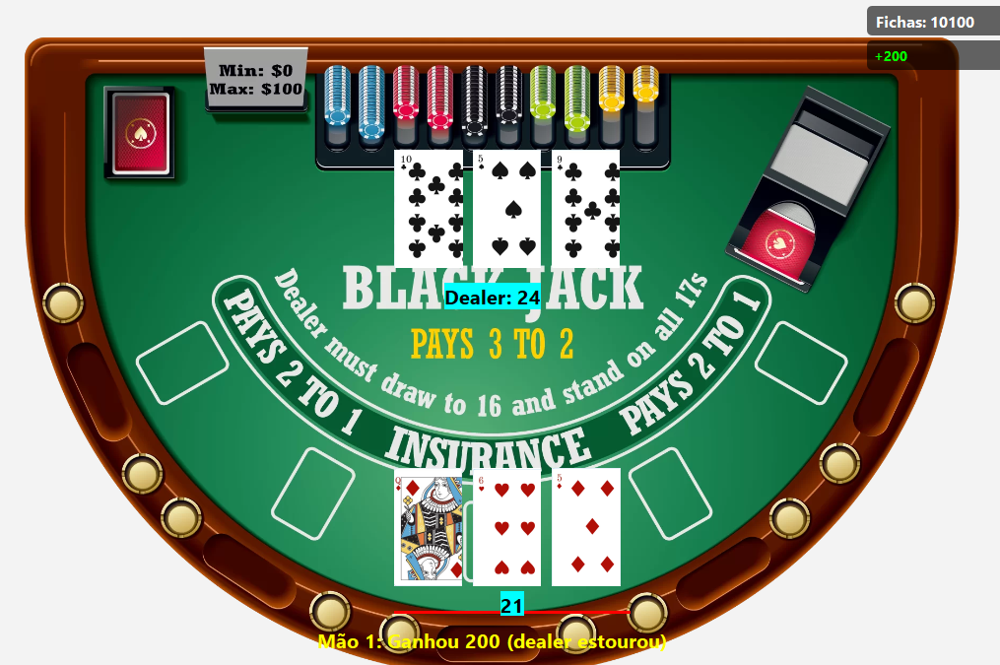 Fichas: 10100
+200
Min: $0
Max: $100
10
5
9
BLACK JACK
Dealer: 24
PAYS 3 TO 2
Dealer must draw to 16 and stand on all 17s
PAYS 2 TO 1
INSURANCE
PAYS 2 TO 1
Q
6
5
21
Mão 1: Ganhou 200 (dealer estourou)